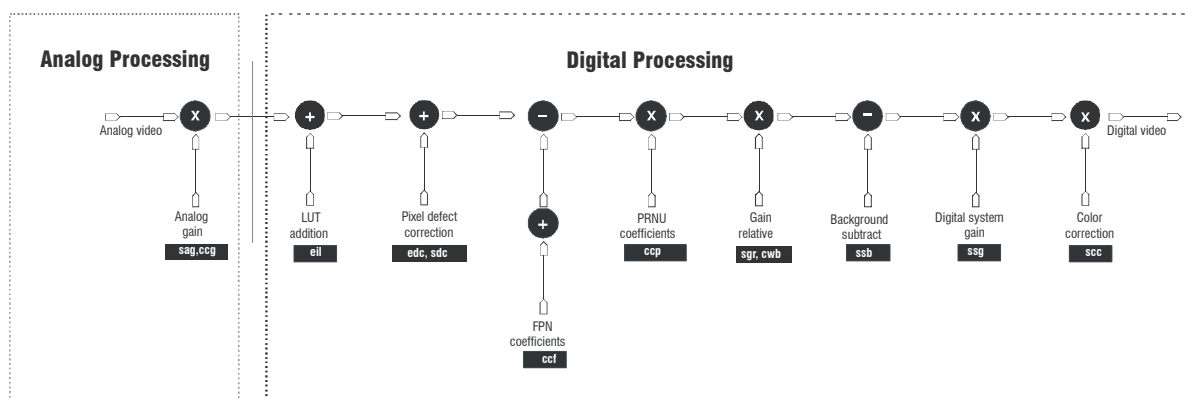 Analog Processing
Digital Processing
X
+
+
−
X
X
−
X
X
Analog video
Digital video
Analog
gain
sag,ccg
LUT
addition
eil
Pixel defect
correction
edc, sdc
+
PRNU
coefficients
ccp
Gain
relative
sgr, cwb
Background
subtract
ssb
Digital system
gain
ssg
Color
correction
scc
FPN
coefficients
ccf